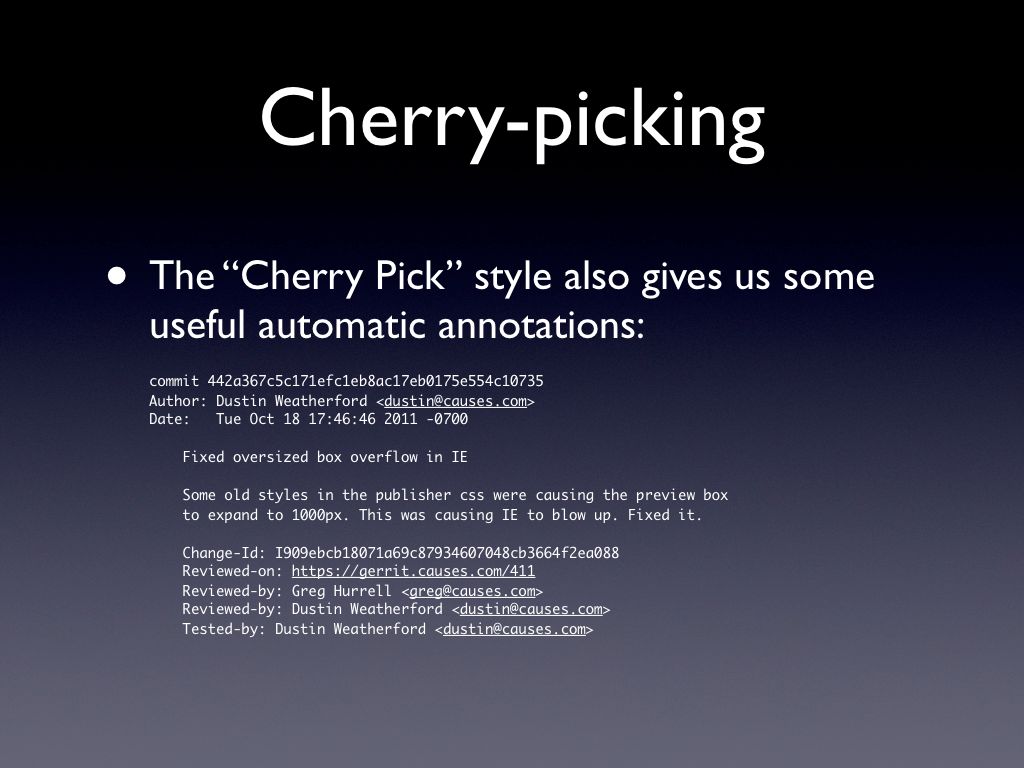 Cherry-picking
• The “Cherry Pick” style also gives us some
useful automatic annotations:
commit 442a367c5c171efc1eb8ac17eb0175e554c10735
Author: Dustin Weatherford <dustin@causes.com>
Date:   Tue Oct 18 17:46:46 2011 -0700
Fixed oversized box overflow in IE
Some old styles in the publisher css were causing the preview box
to expand to 1000px. This was causing IE to blow up. Fixed it.
Change-Id: I909ebcb18071a69c87934607048cb3664f2ea088
Reviewed-on: https://gerrit.causes.com/411
Reviewed-by: Greg Hurrell <greg@causes.com>
Reviewed-by: Dustin Weatherford <dustin@causes.com>
Tested-by: Dustin Weatherford <dustin@causes.com>